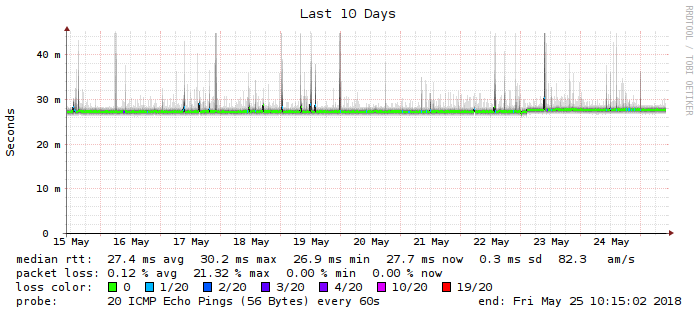 Last 10 Days
RRDTOOL / TOBI OETIKER
Seconds
40 m
30 m
20 m
10 m
0
15 May 16 May 17 May 18 May 19 May 20 May 21 May 22 May 23 May 24 May
median rtt: 27.4 ms avg 30.2 ms max 26.9 ms min 27.7 ms now 0.3 ms sd 82.3 am/s
packet loss: 0.12 % avg 21.32 % max 0.00 % min 0.00 % now
loss color: 0 1/20 2/20 3/20 4/20 10/20 19/20
probe: 20 ICMP Echo Pings (56 Bytes) every 60s end: Fri May 25 10:15:02 2018